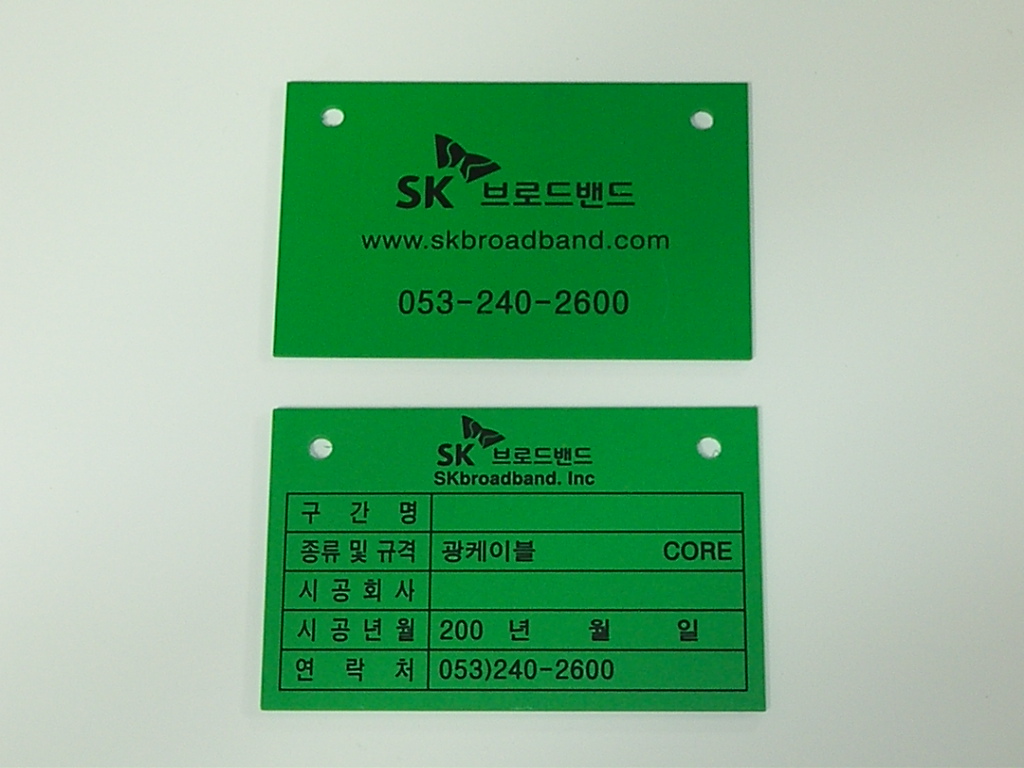 SK 브로드밴드
www.skbroadband.com
053-240-2600
SK 브로드밴드
SKbroadband. Inc
구 간 명
종류 및 규격 광케이블 CORE
시 공 회 사
시 공 년 월 200 년 월 일
연 락 처 053)240-2600